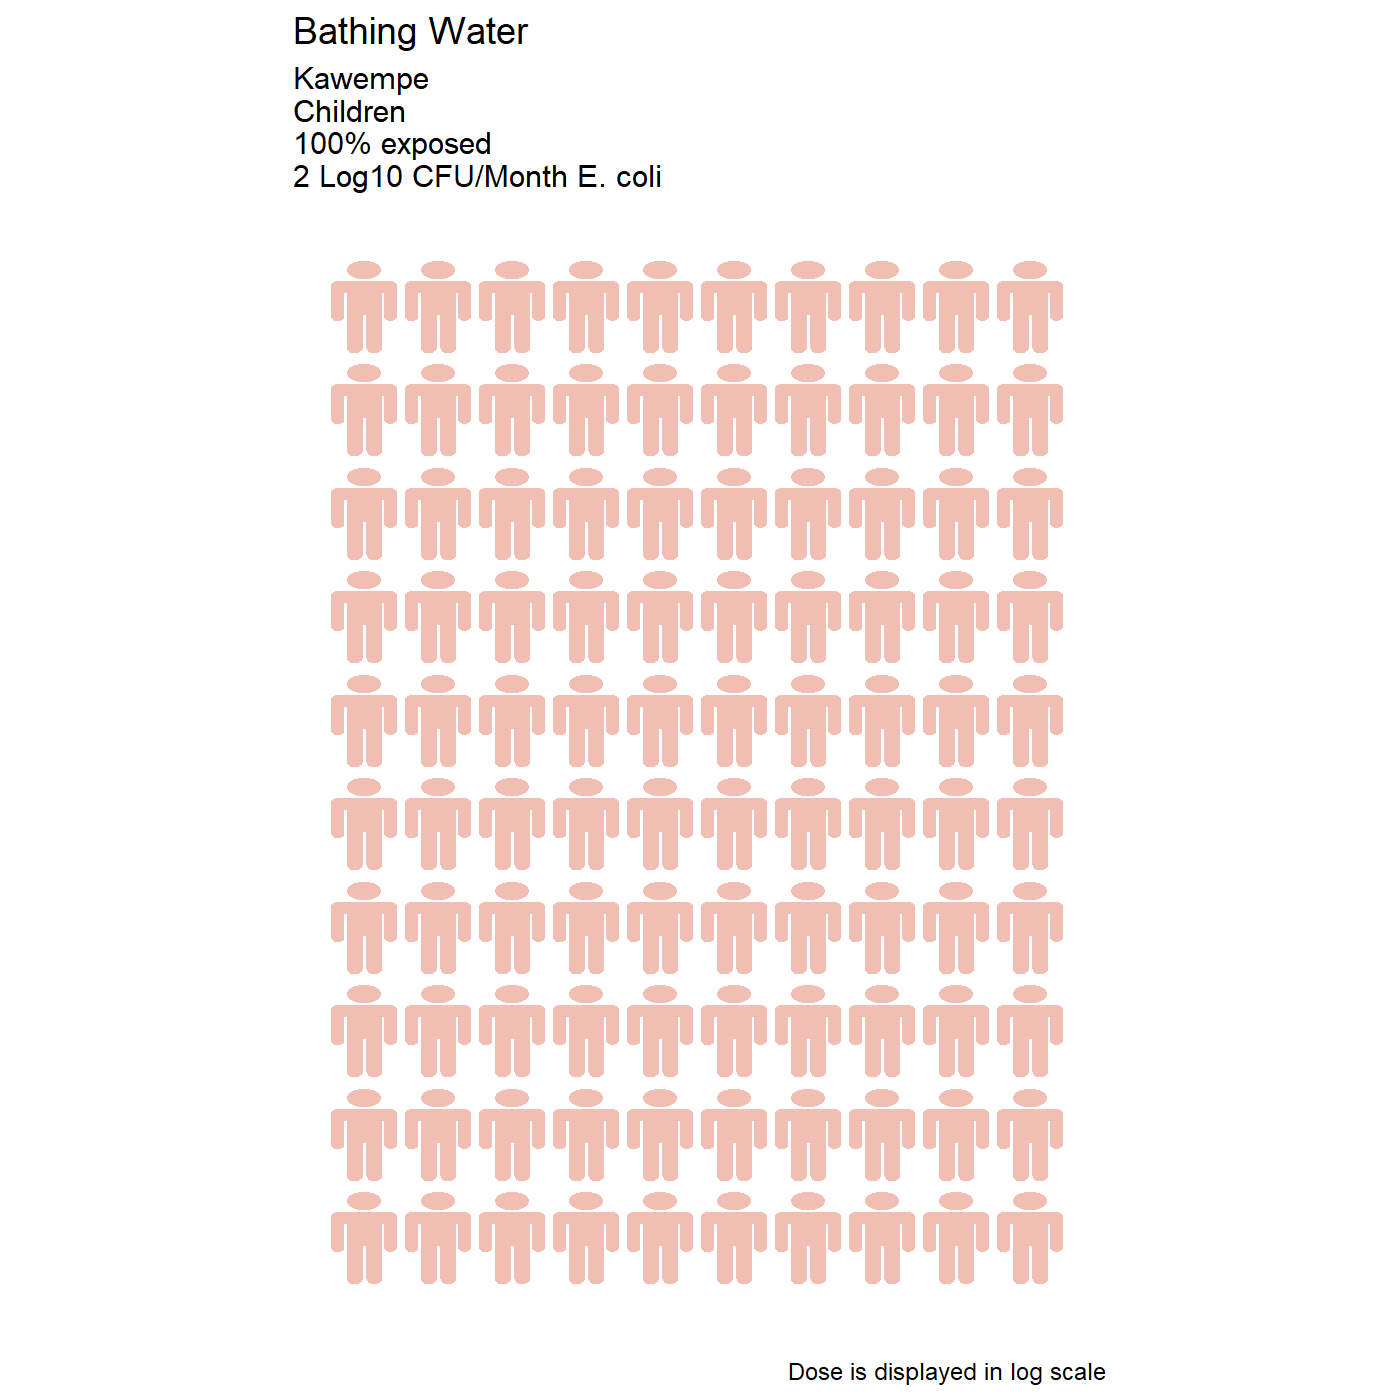 Bathing Water
Kawempe
Children
100% exposed
2 Log10 CFU/Month E. coli
Dose is displayed in log scale